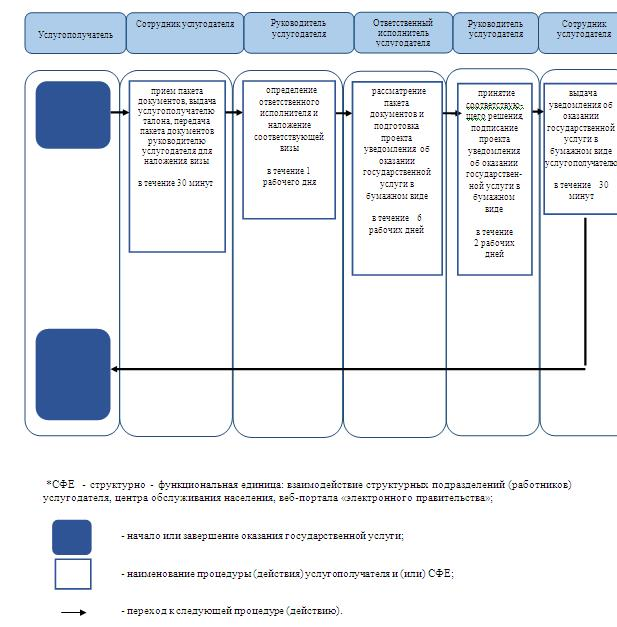 Услугополучатель
Сотрудник услугодателя
Руководитель
услугодателя
Ответственный
исполнитель
услугодателя
Руководитель
услугодателя
Сотрудник
услугодателя
прием пакета
документов, выдача
услугополучателю
талона, передача
пакета документов
руководителю
услугодателя для
наложения визы
в течение 30 минут
определение
ответственного
исполнителя и
наложение
соответствующей
визы
в течение 1
рабочего дня
рассматрение
пакета
документов и
подготовка
проекта
уведомления об
оказании
государственной
услуги в
бумажном виде
в течение 6
рабочих дней
принятие
соответствую-
щего решения,
подписание
проекта
уведомления
об оказании
государствен-
ной услуги в
бумажном
виде
в течение
2 рабочих
дней
выдача
уведомления об
оказании
государственной
услуги в
бумажном виде
услугополучателю
в течение 30
минут
*СФЕ - структурно - функциональная единица: взаимодействие структурных подразделений (работников)
услугодателя, центра обслуживания населения, веб-портала «электронного правительства»;
- начало или завершение оказания государственной услуги;
- наименование процедуры (действия) услугополучателя и (или) СФЕ;
- переход к следующей процедуре (действию).